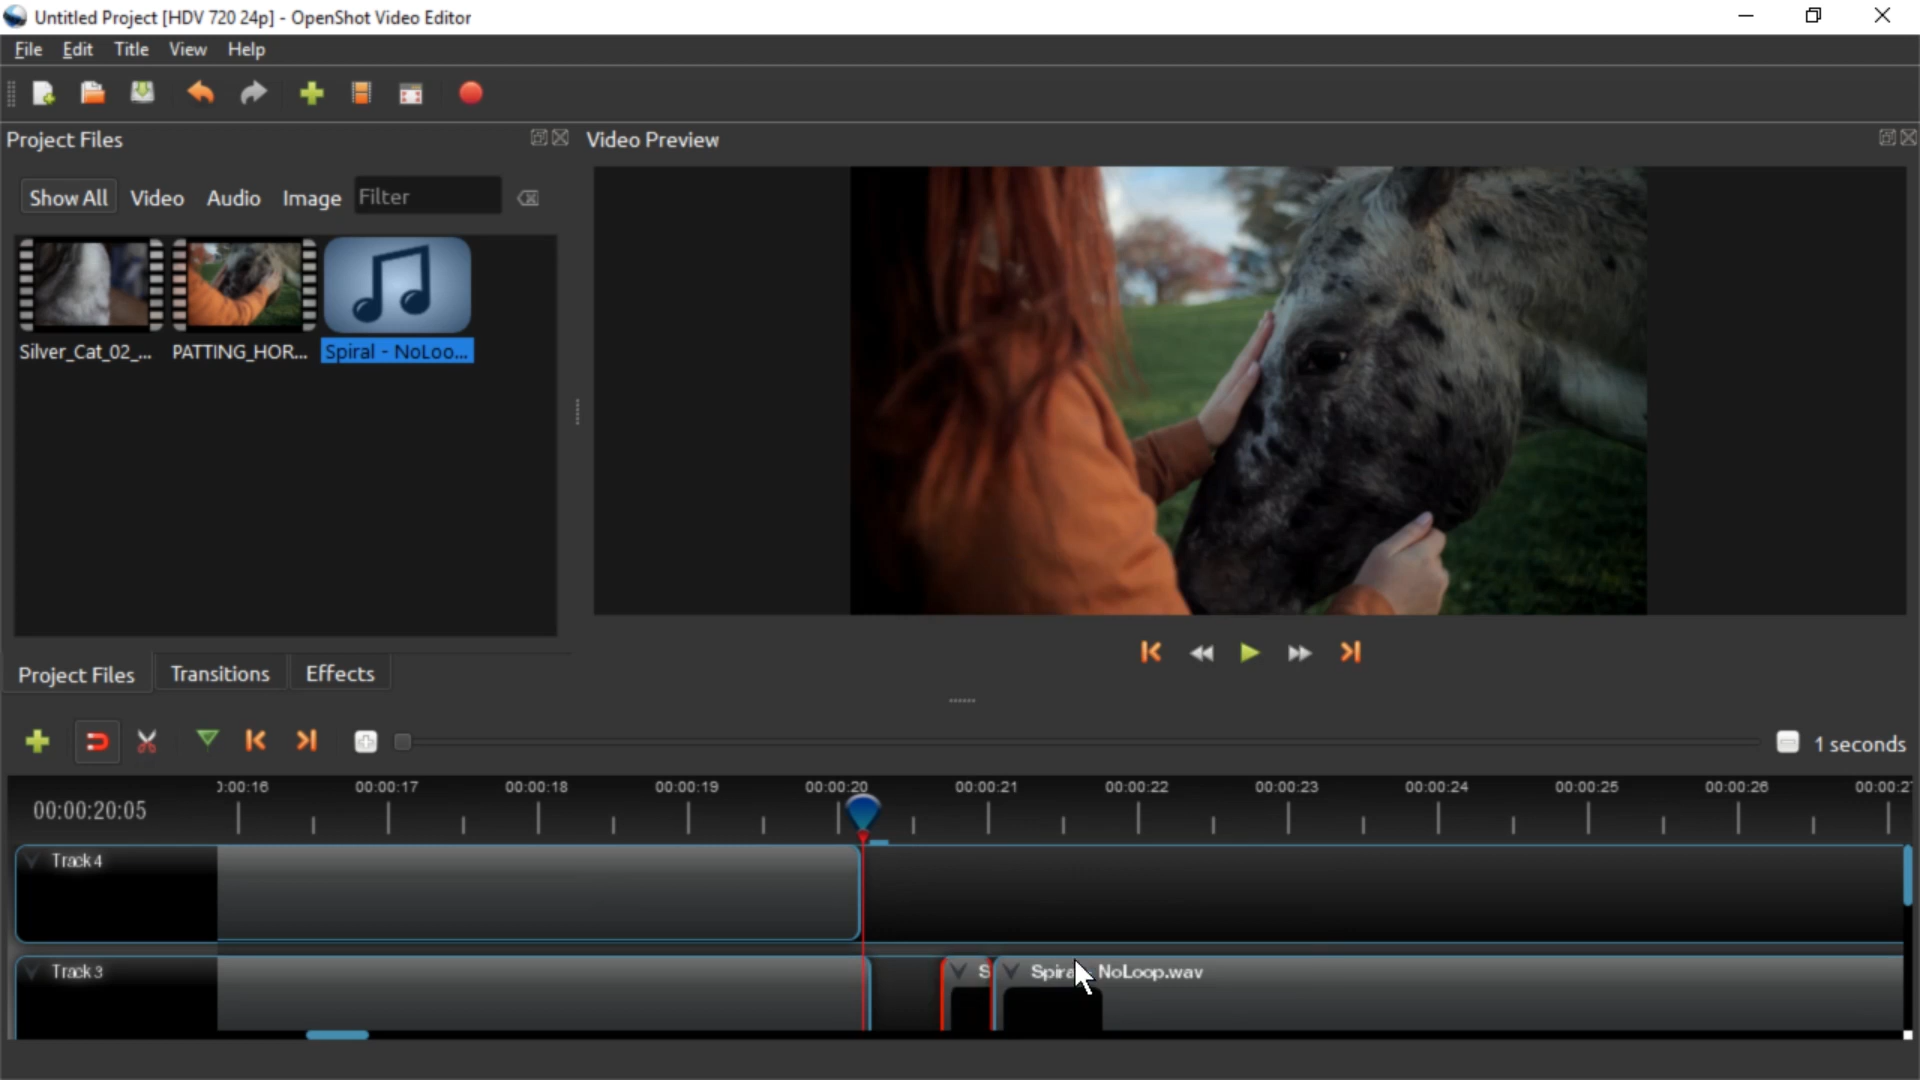 Untitled Project [HDV 720 24p] - OpenShot Video Editor
File Edit Title View Help
Project Files
Video Preview
Show All Video Audio Image Filter
Silver_Cat_02_... PATTING_HOR... Spiral - NoLoo...
Project Files Transitions Effects
1 seconds
00:00:20:05
:00:16 00:00:17 00:00:18 00:00:19 00:00:20 00:00:21 00:00:22 00:00:23 00:00:24 00:00:25 00:00:26 00:00:2
Track 4
Track 3
S
NoLoop.wav